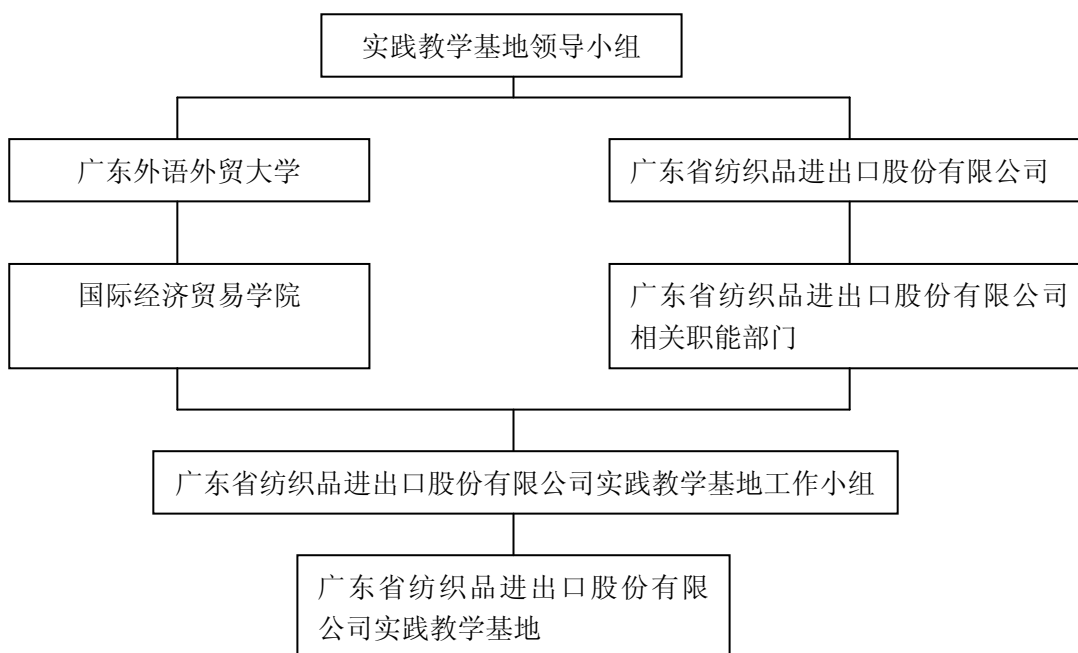 实践教学基地领导小组
广东外语外贸大学
广东省纺织品进出口股份有限公司
国际经济贸易学院
广东省纺织品进出口股份有限公司
相关职能部门
广东省纺织品进出口股份有限公司实践教学基地工作小组
广东省纺织品进出口股份有限
公司实践教学基地